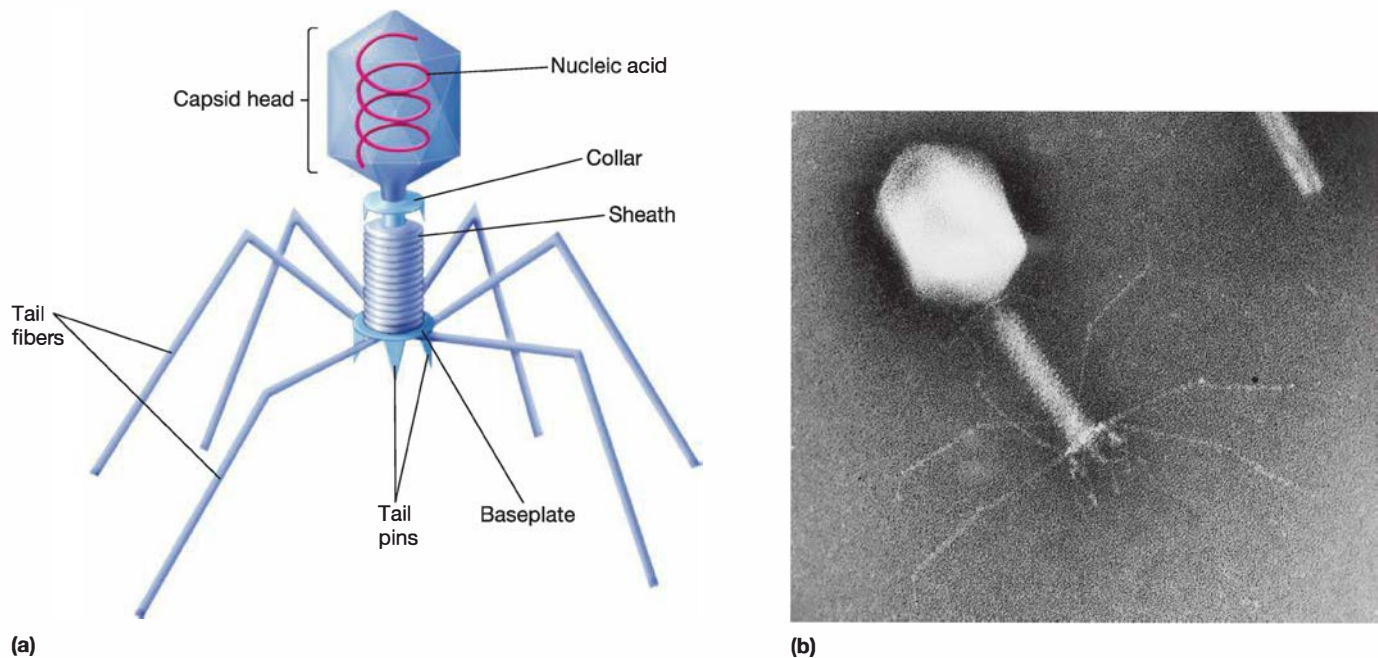 Nucleic acid
Capsid head
Collar
Sheath
Tail
fibers
Tail
pins
Baseplate
(a)
(b)